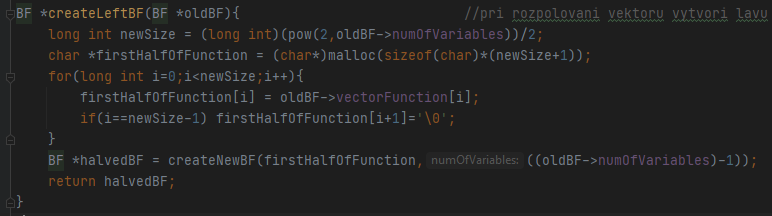 BF *createLeftBF(BF *oldBF){ //pri rozpolovani vektoru vytvori lavu
long int newSize = (long int)(pow(2,oldBF->numOfVariables))/2;
char *firstHalfOfFunction = (char*)malloc(sizeof(char)*(newSize+1));
for(long int i=0;i<newSize;i++){
firstHalfOfFunction[i] = oldBF->vectorFunction[i];
if(i==newSize-1) firstHalfOfFunction[i+1]='\0';
}
BF *halvedBF = createNewBF(firstHalfOfFunction, numOfVariables: ((oldBF->numOfVariables)-1));
return halvedBF;
}